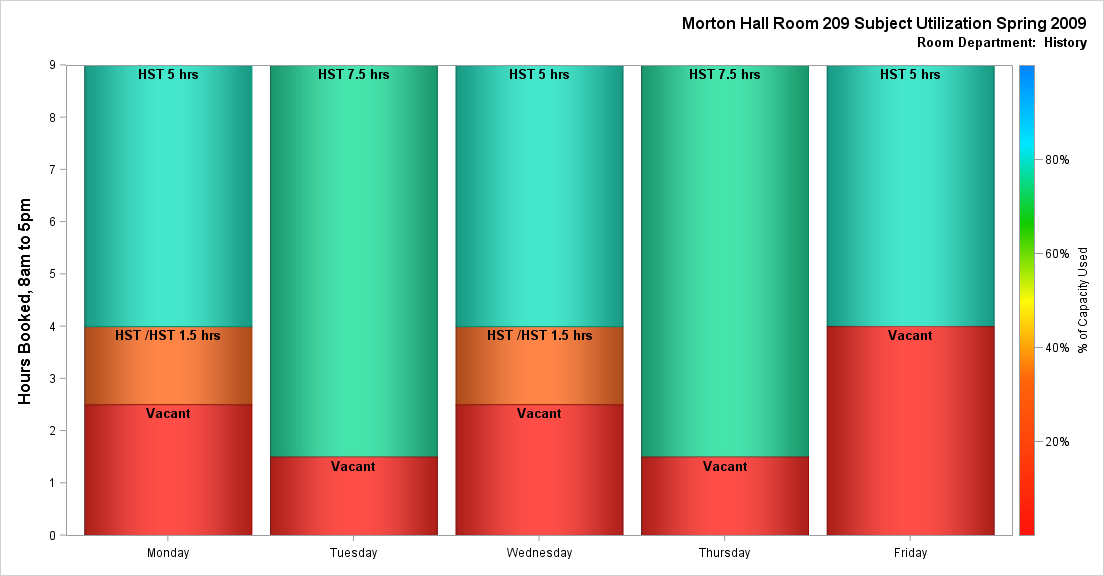 Morton Hall Room 209 Subject Utilization Spring 2009
Room Department:  History
Hours Booked, 8am to 5pm
9
8
7
6
5
4
3
2
1
0
HST 5 hrs
HST /HST 1.5 hrs
Vacant
HST 7.5 hrs
Vacant
HST 5 hrs
HST /HST 1.5 hrs
Vacant
HST 7.5 hrs
Vacant
HST 5 hrs
Vacant
Monday
Tuesday
Wednesday
Thursday
Friday
80%
60%
40%
20%
% of Capacity Used